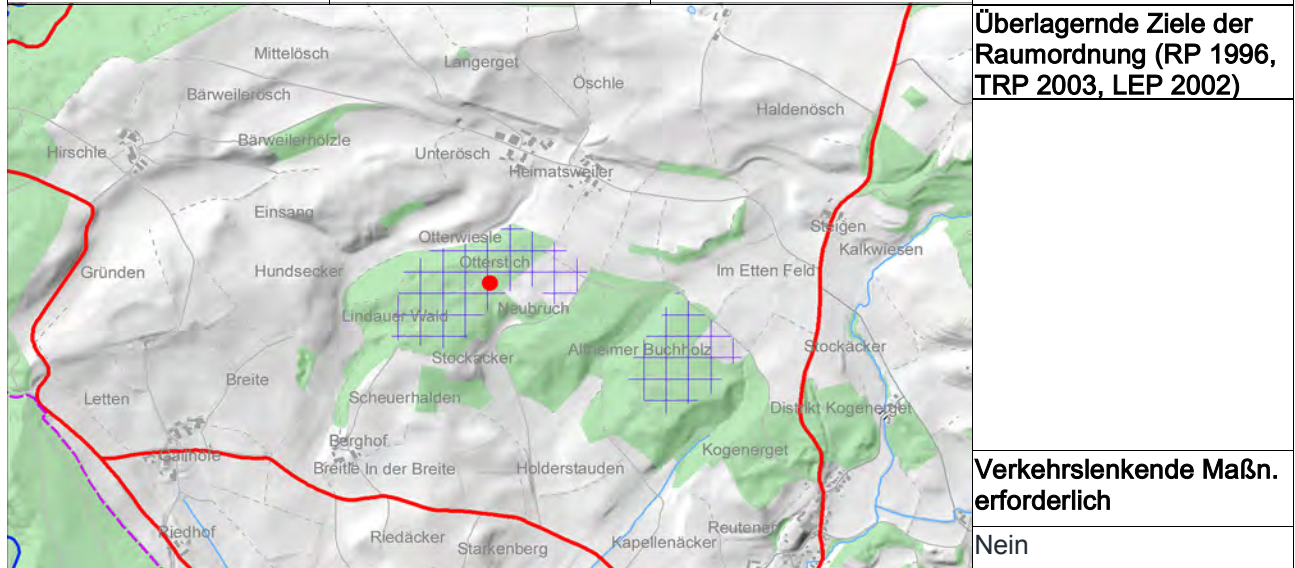 Mittelösch
Langerget
Öschle
Bärweilerösch
Haldenösch
Bärweilerhölzle
Hirschle
Unterösch
Heimatsweiler
Einsang
Steigen
Otterwiesle
Kalkwiesen
Otterstich
Gründen
Hundsecker
Im Etten Feld
Neubruch
Lindauer Wald
Stockäcker
Altheimer Buchholz
Stockäcker
Breite
Letten
Scheuerhalden
Distrikt Kogenerget
Berghof
Kogenerget
Breitle In der Breite
Holderstauden
Riedhof
Riedäcker
Starkenberg
Kapellenäcker
Reutener
Überlagernde Ziele der
Raumordnung (RP 1996,
TRP 2003, LEP 2002)
Verkehrslenkende Maßn.
erforderlich
Nein